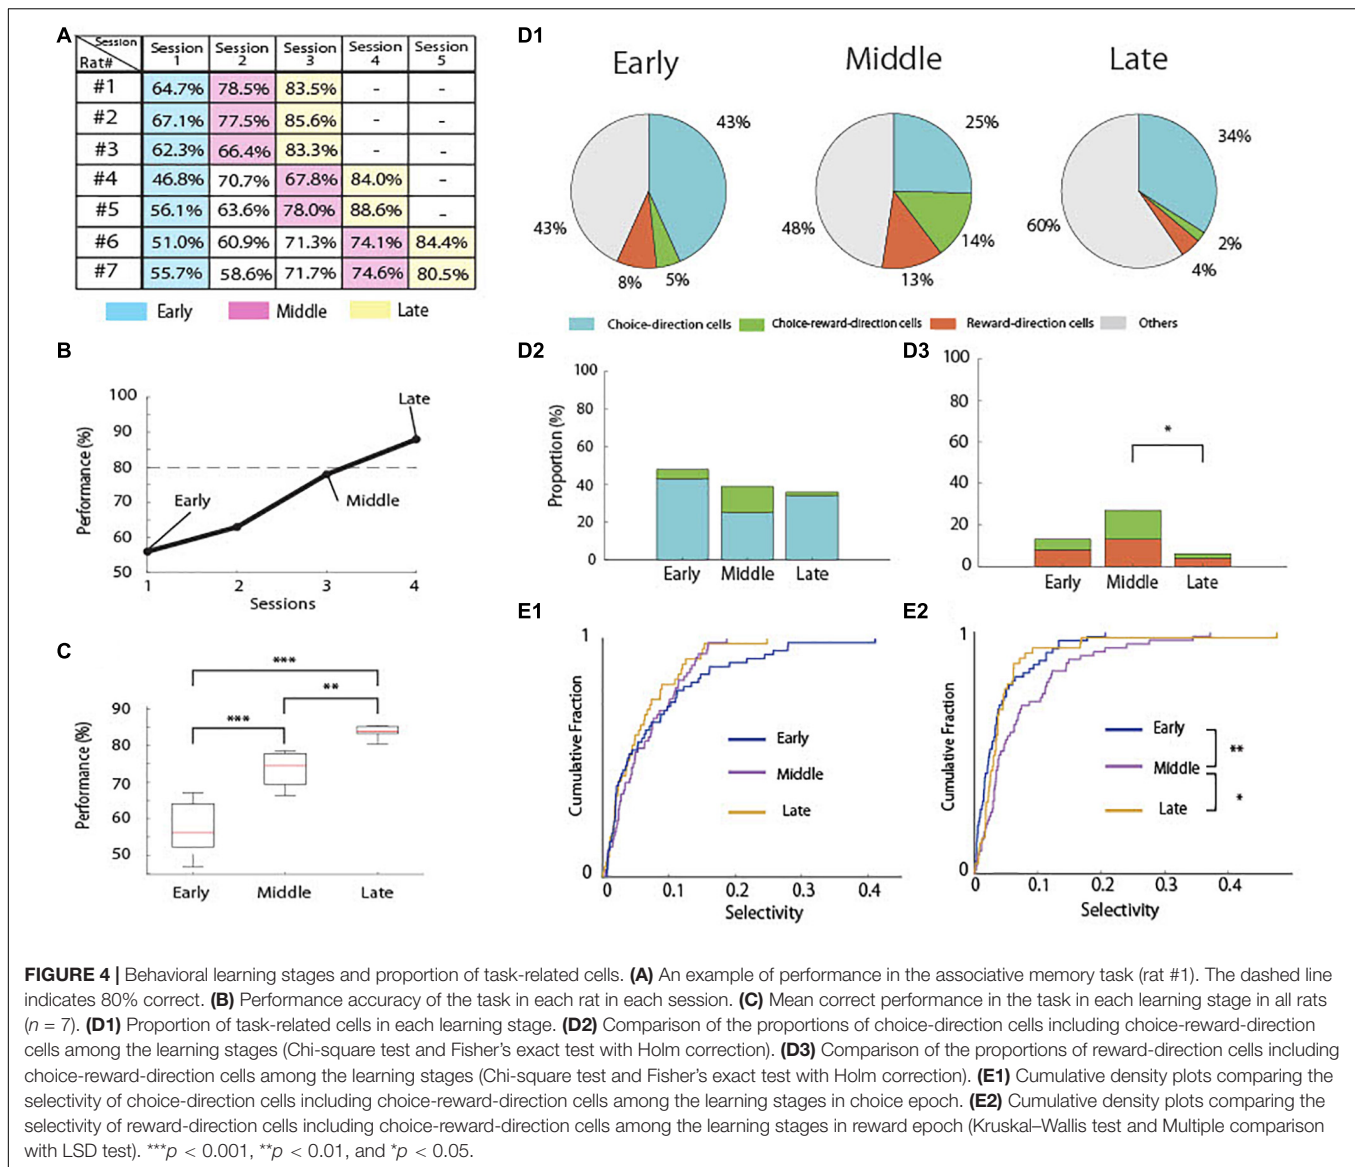 A
Session
Rat#
Session 1
Session 2
Session 3
Session 4
Session 5
#1 64.7% 78.5% 83.5% - -
#2 67.1% 77.5% 85.6% - -
#3 62.3% 66.4% 83.3% - -
#4 46.8% 70.7% 67.8% 84.0% -
#5 56.1% 63.6% 78.0% 88.6% -
#6 51.0% 60.9% 71.3% 74.1% 84.4%
#7 55.7% 58.6% 71.7% 74.6% 80.5%
Early Middle Late
B
Performance (%)
100
90
80
70
60
50
Early
Middle
Late
1 2 3 4
Sessions
C
Performance (%)
90
80
70
60
50
***
**
***
Early Middle Late
D1
Early Middle Late
43%
5%
8%
43%
25%
14%
13%
48%
34%
2%
4%
60%
Choice-direction cells Choice-reward-direction cells Reward-direction cells Others
D2
Proportion (%)
100
80
60
40
20
0
Early Middle Late
D3
100
80
60
40
20
0
*
Early Middle Late
E1
Cumulative Fraction
1
0
Early
Middle
Late
0 0.1 0.2 0.3 0.4
Selectivity
E2
Cumulative Fraction
1
0
Early
Middle
Late
**
*
0 0.1 0.2 0.3 0.4
Selectivity
FIGURE 4 | Behavioral learning stages and proportion of task-related cells. (A) An example of performance in the associative memory task (rat #1). The dashed line
indicates 80% correct. (B) Performance accuracy of the task in each rat in each session. (C) Mean correct performance in the task in each learning stage in all rats
(n = 7). (D1) Proportion of task-related cells in each learning stage. (D2) Comparison of the proportions of choice-direction cells including choice-reward-direction
cells among the learning stages (Chi-square test and Fisher's exact test with Holm correction). (D3) Comparison of the proportions of reward-direction cells including
choice-reward-direction cells among the learning stages (Chi-square test and Fisher's exact test with Holm correction). (E1) Cumulative density plots comparing the
selectivity of choice-direction cells including choice-reward-direction cells among the learning stages in choice epoch. (E2) Cumulative density plots comparing the
selectivity of reward-direction cells including choice-reward-direction cells among the learning stages in reward epoch (Kruskal–Wallis test and Multiple comparison
with LSD test). ***p < 0.001, **p < 0.01, and *p < 0.05.